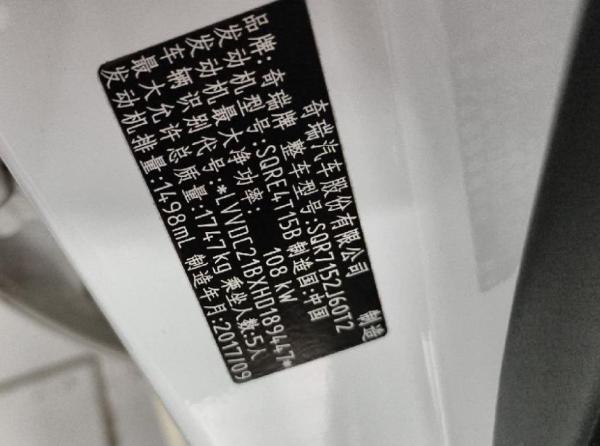 奇瑞汽车股份有限公司 制造
品牌:奇瑞牌 整车型号:SQR7152J60T2
发动机型号:SQRE4T15B 制造国:中国
发动机最大净功率: 108 kW
车辆识别代号:*LVVDC21BXHD189447*
最大允许总质量:1747kg 乘坐人数:5人
发动机排量:1498mL 制造年月:2017/09